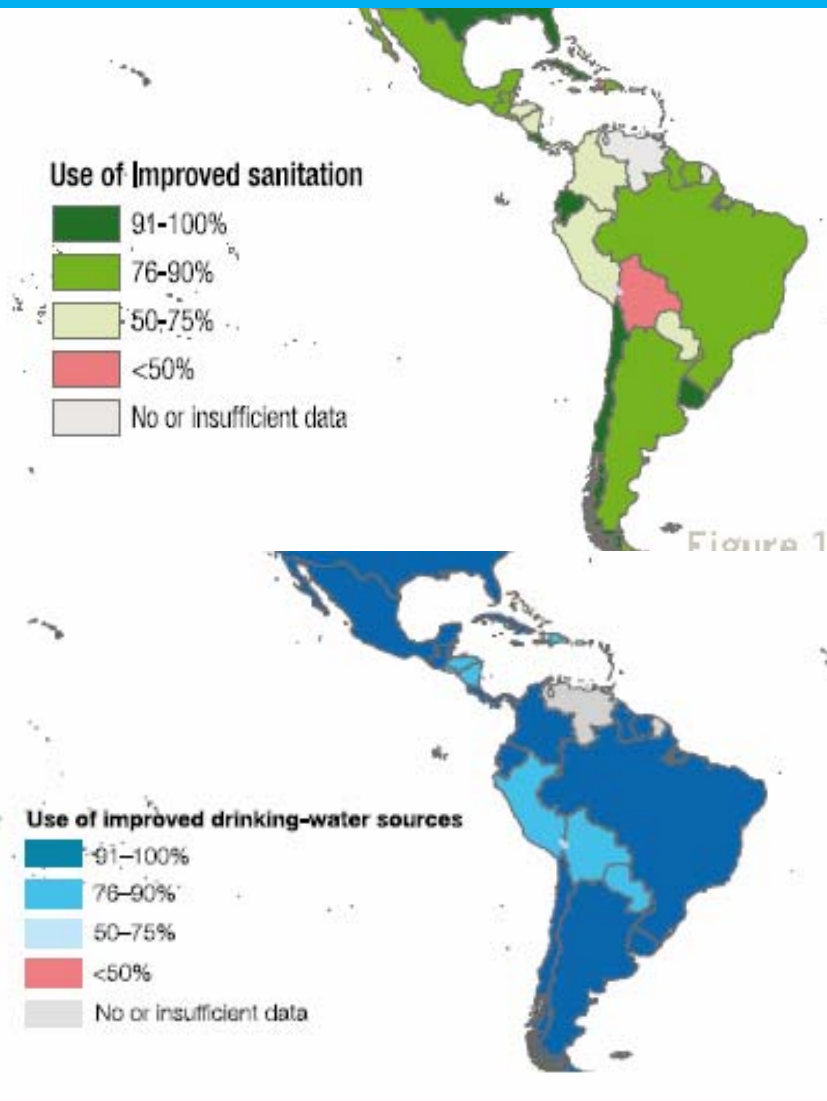 Use of Improved sanitation
91-100%
76-90%
50-75%
<50%
No or insufficient data
Figure 1
Use of improved drinking-water sources
91–100%
76–90%
50–75%
<50%
No or insufficient data